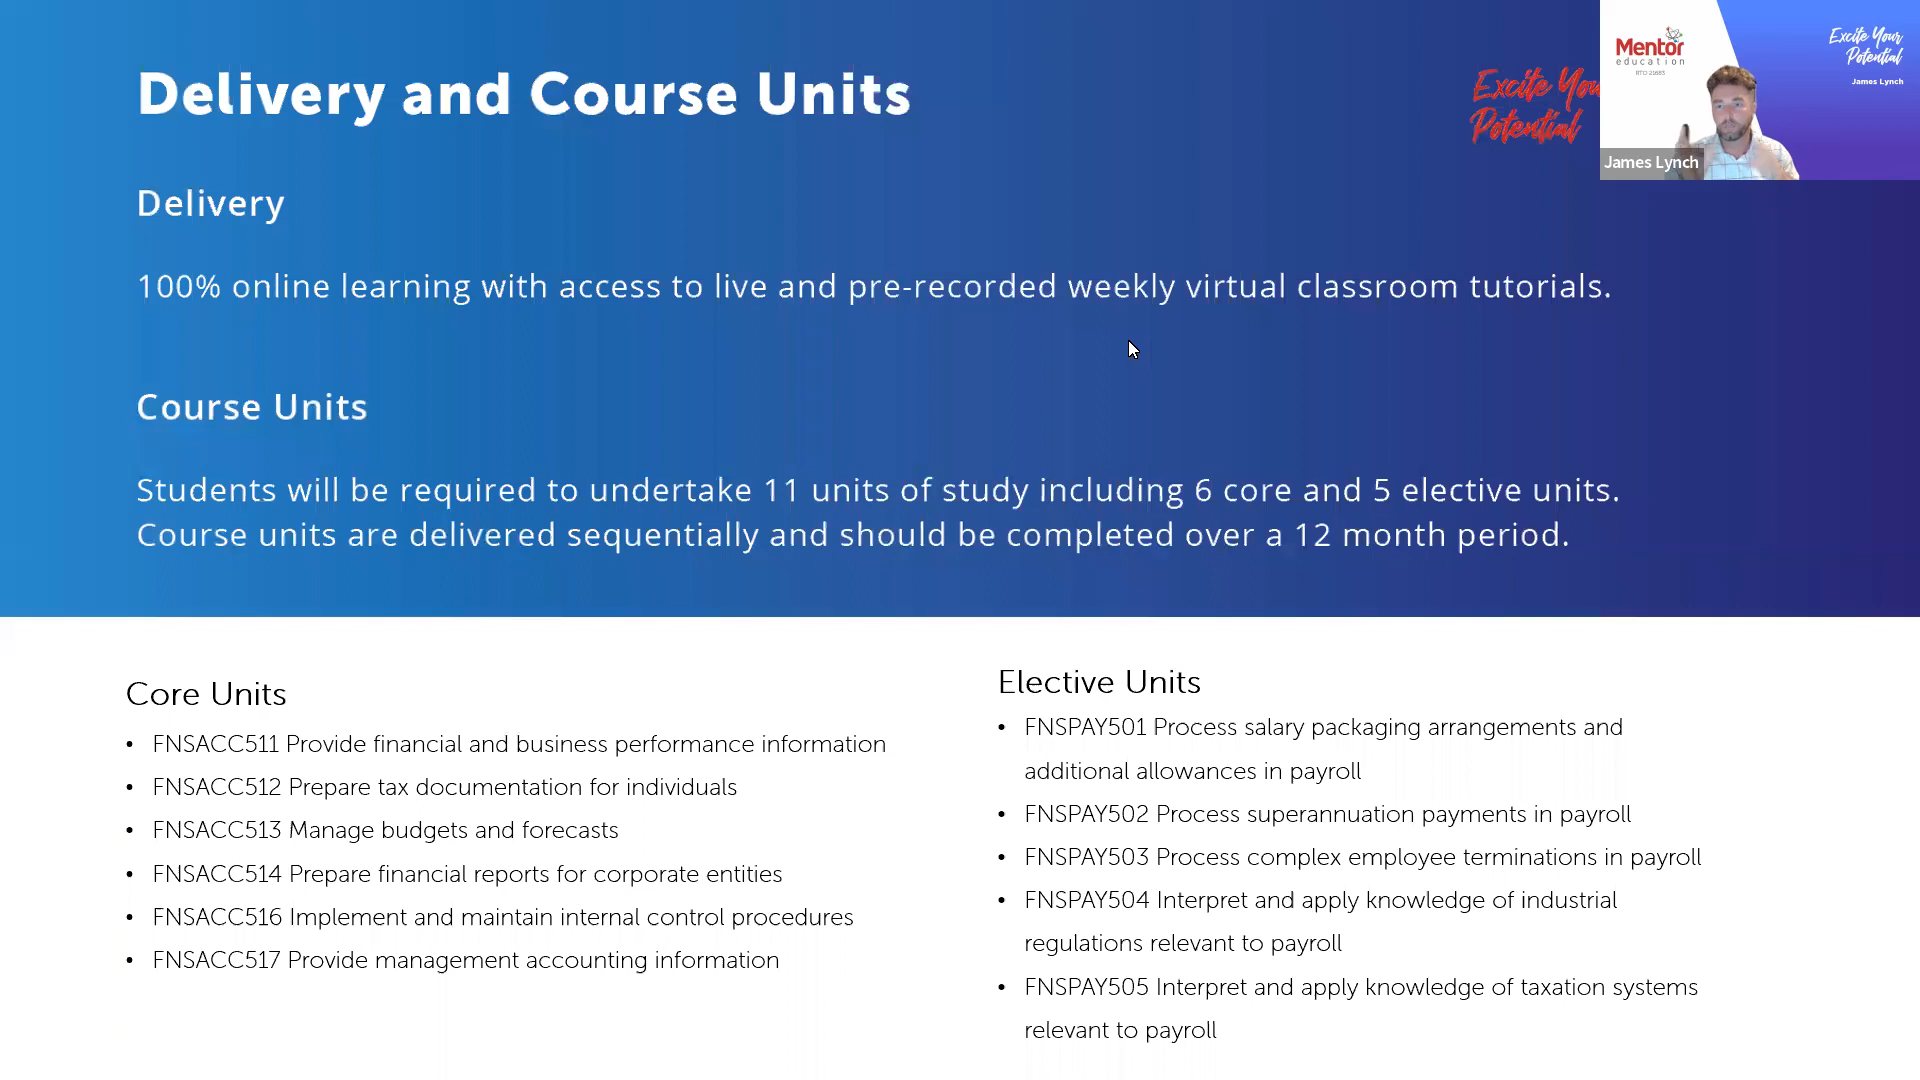 Delivery and Course Units
Excite Your
Potential
Mentor
education
RTO 21683
Excite Your
Potential
James Lynch
James Lynch
Delivery
100% online learning with access to live and pre-recorded weekly virtual classroom tutorials.
Course Units
Students will be required to undertake 11 units of study including 6 core and 5 elective units.
Course units are delivered sequentially and should be completed over a 12 month period.
Core Units
• FNSACC511 Provide financial and business performance information
• FNSACC512 Prepare tax documentation for individuals
• FNSACC513 Manage budgets and forecasts
• FNSACC514 Prepare financial reports for corporate entities
• FNSACC516 Implement and maintain internal control procedures
• FNSACC517 Provide management accounting information
Elective Units
• FNSPAY501 Process salary packaging arrangements and
additional allowances in payroll
• FNSPAY502 Process superannuation payments in payroll
• FNSPAY503 Process complex employee terminations in payroll
• FNSPAY504 Interpret and apply knowledge of industrial
regulations relevant to payroll
• FNSPAY505 Interpret and apply knowledge of taxation systems
relevant to payroll